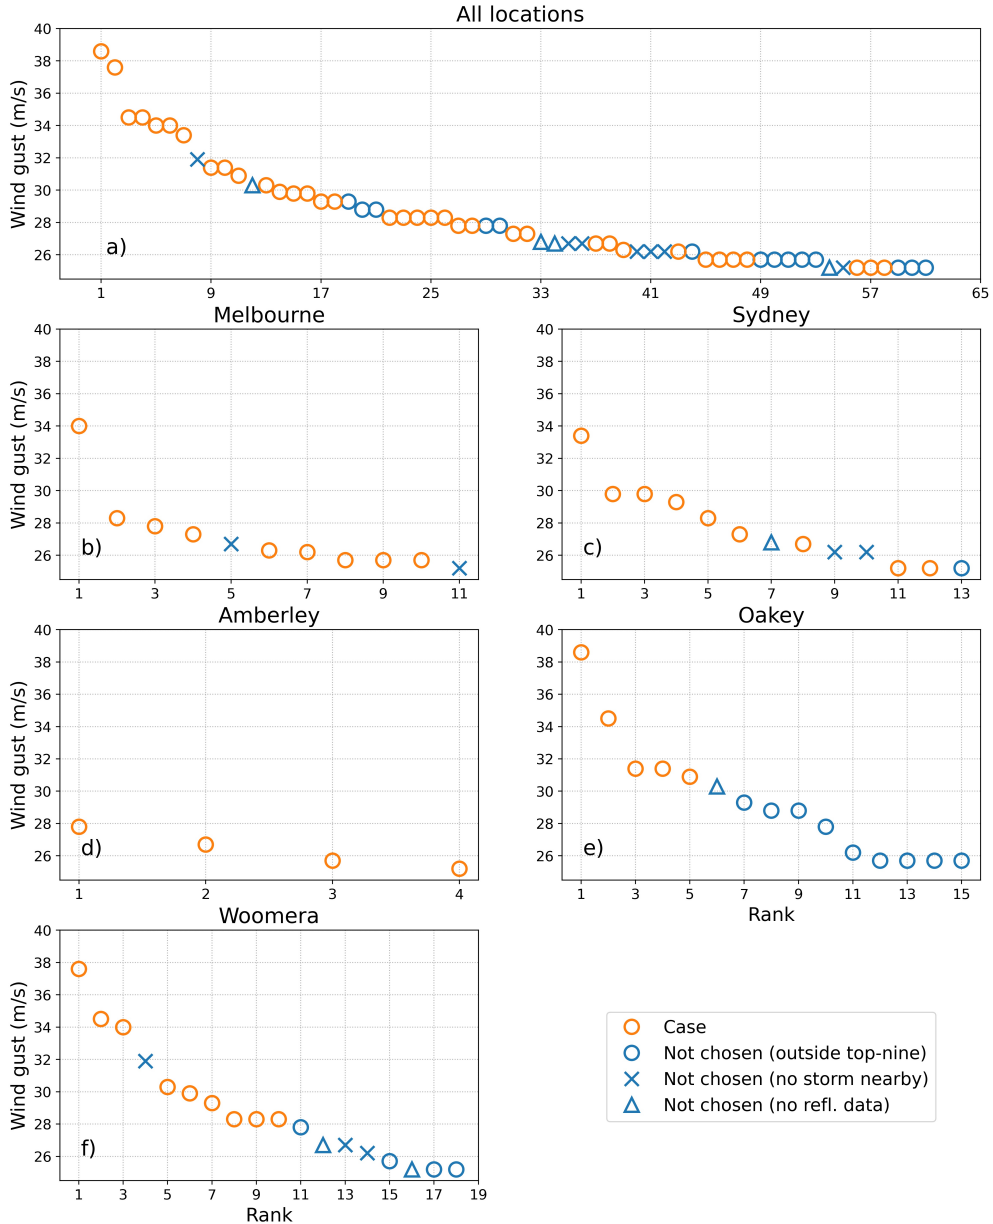 All locations
Wind gust (m/s)
40
38
36
34
32
30
28
26
a)
1 9 17 25 33 41 49 57 65
Melbourne
Wind gust (m/s)
40
38
36
34
32
30
28
26
b)
1 3 5 7 9 11
Sydney
40
38
36
34
32
30
28
26
c)
1 3 5 7 9 11 13
Amberley
Wind gust (m/s)
40
38
36
34
32
30
28
26
d)
1 2 3 4
Oakey
40
38
36
34
32
30
28
26
e)
1 3 5 7 9 11 13 15
Rank
Woomera
Wind gust (m/s)
40
38
36
34
32
30
28
26
f)
1 3 5 7 9 11 13 15 17 19
Rank
Case
Not chosen (outside top-nine)
Not chosen (no storm nearby)
Not chosen (no refl. data)